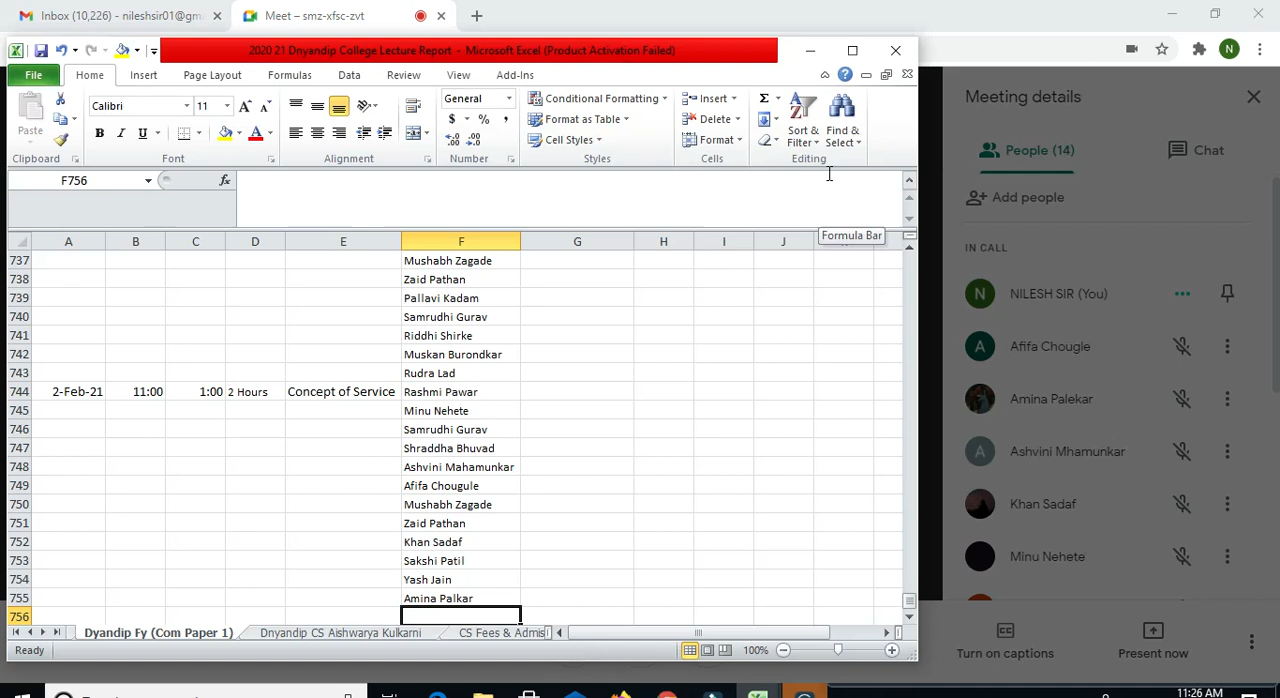 Inbox (10,226) - nileshsir01@gm
Meet – smz-xfsc-zvt
2020 21 Dnyandip College Lecture Report - Microsoft Excel (Product Activation Failed)
File Home Insert Page Layout Formulas Data Review View Add-Ins
Paste Calibri 11 General Conditional Formatting Format as Table Cell Styles Insert Delete Format Sort & Filter Find & Select
Clipboard Font Alignment Number Styles Cells Editing
F756 fx
Formula Bar
A B C D E F G H I J
737 Mushabh Zagade
738 Zaid Pathan
739 Pallavi Kadam
740 Samrudhi Gurav
741 Riddhi Shirke
742 Muskan Burondkar
743 Rudra Lad
744 2-Feb-21 11:00 1:00 2 Hours Concept of Service Rashmi Pawar
745 Minu Nehete
746 Samrudhi Gurav
747 Shraddha Bhuvad
748 Ashvini Mahamunkar
749 Afifa Chougule
750 Mushabh Zagade
751 Zaid Pathan
752 Khan Sadaf
753 Sakshi Patil
754 Yash Jain
755 Amina Palkar
756
Dyandip Fy (Com Paper 1) Dnyandip CS Aishwarya Kulkarni CS Fees & Admis
Ready 100%
N
Meeting details
People (14) Chat
Add people
IN CALL
N NILESH SIR (You)
A Afifa Chougle
Amina Palekar
A Ashvini Mhamunkar
Khan Sadaf
Minu Nehete
Turn on captions Present now
11:26 AM